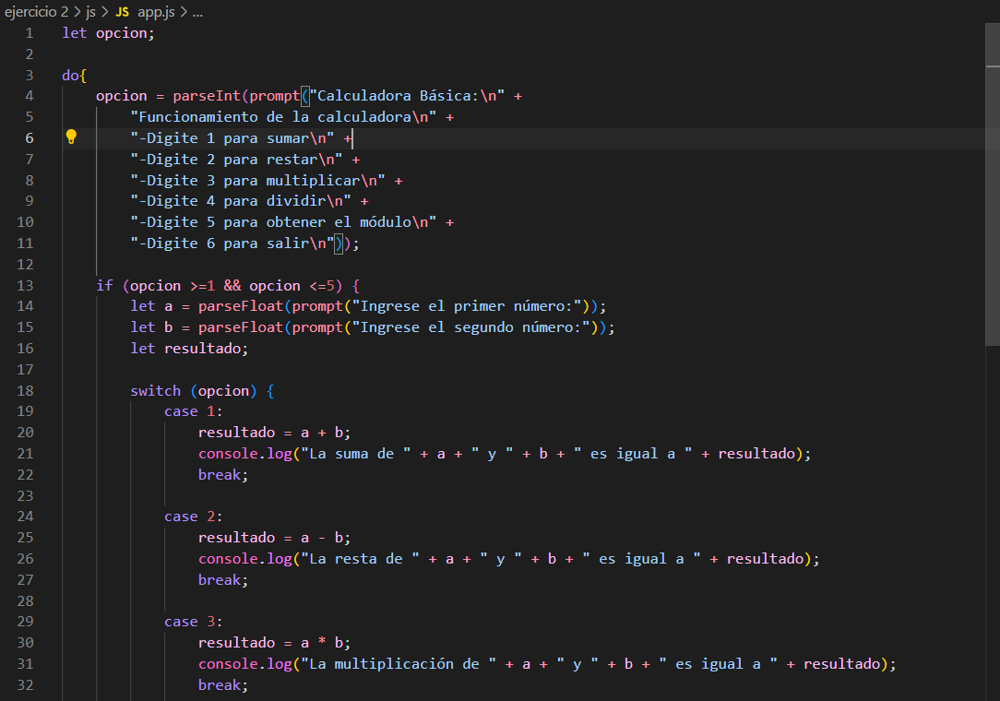 ejercicio 2 > js > JS app.js > ...
1 let opcion;
2
3 do{
4 opcion = parseInt(prompt("Calculadora Básica:\n" +
5 "Funcionamiento de la calculadora\n" +
6 "-Digite 1 para sumar\n" +
7 "-Digite 2 para restar\n" +
8 "-Digite 3 para multiplicar\n" +
9 "-Digite 4 para dividir\n" +
10 "-Digite 5 para obtener el módulo\n" +
11 "-Digite 6 para salir\n"));
12
13 if (opcion >=1 && opcion <=5) {
14 let a = parseFloat(prompt("Ingrese el primer número:"));
15 let b = parseFloat(prompt("Ingrese el segundo número:"));
16 let resultado;
17
18 switch (opcion) {
19 case 1:
20 resultado = a + b;
21 console.log("La suma de " + a + " y " + b + " es igual a " + resultado);
22 break;
23
24 case 2:
25 resultado = a - b;
26 console.log("La resta de " + a + " y " + b + " es igual a " + resultado);
27 break;
28
29 case 3:
30 resultado = a * b;
31 console.log("La multiplicación de " + a + " y " + b + " es igual a " + resultado);
32 break;